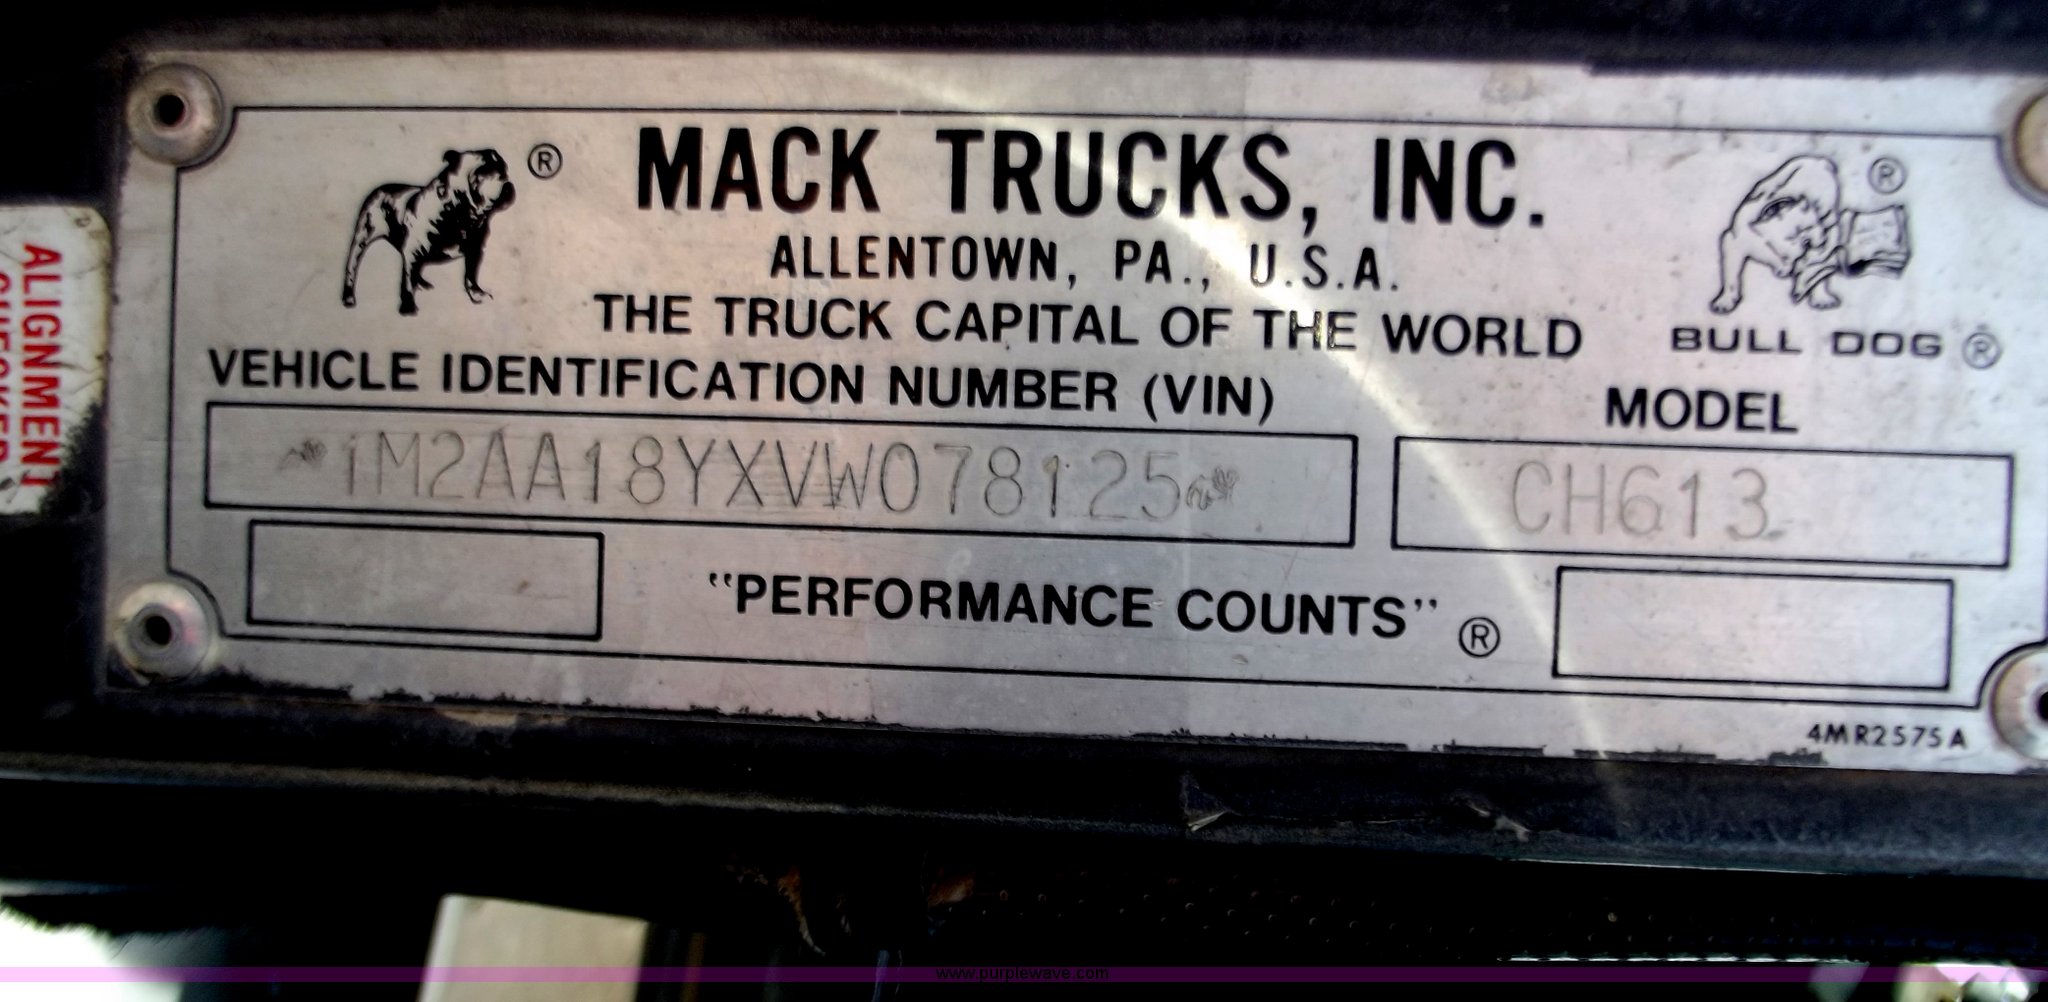 ® MACK TRUCKS, INC. ®
ALLENTOWN, PA., U.S.A.
THE TRUCK CAPITAL OF THE WORLD
BULL DOG ®
VEHICLE IDENTIFICATION NUMBER (VIN)
MODEL
1M2AA18YXVW078125
CH613
"PERFORMANCE COUNTS" ®
4MR2575A
ALIGNMENT
CHECKED
www.purplewave.com